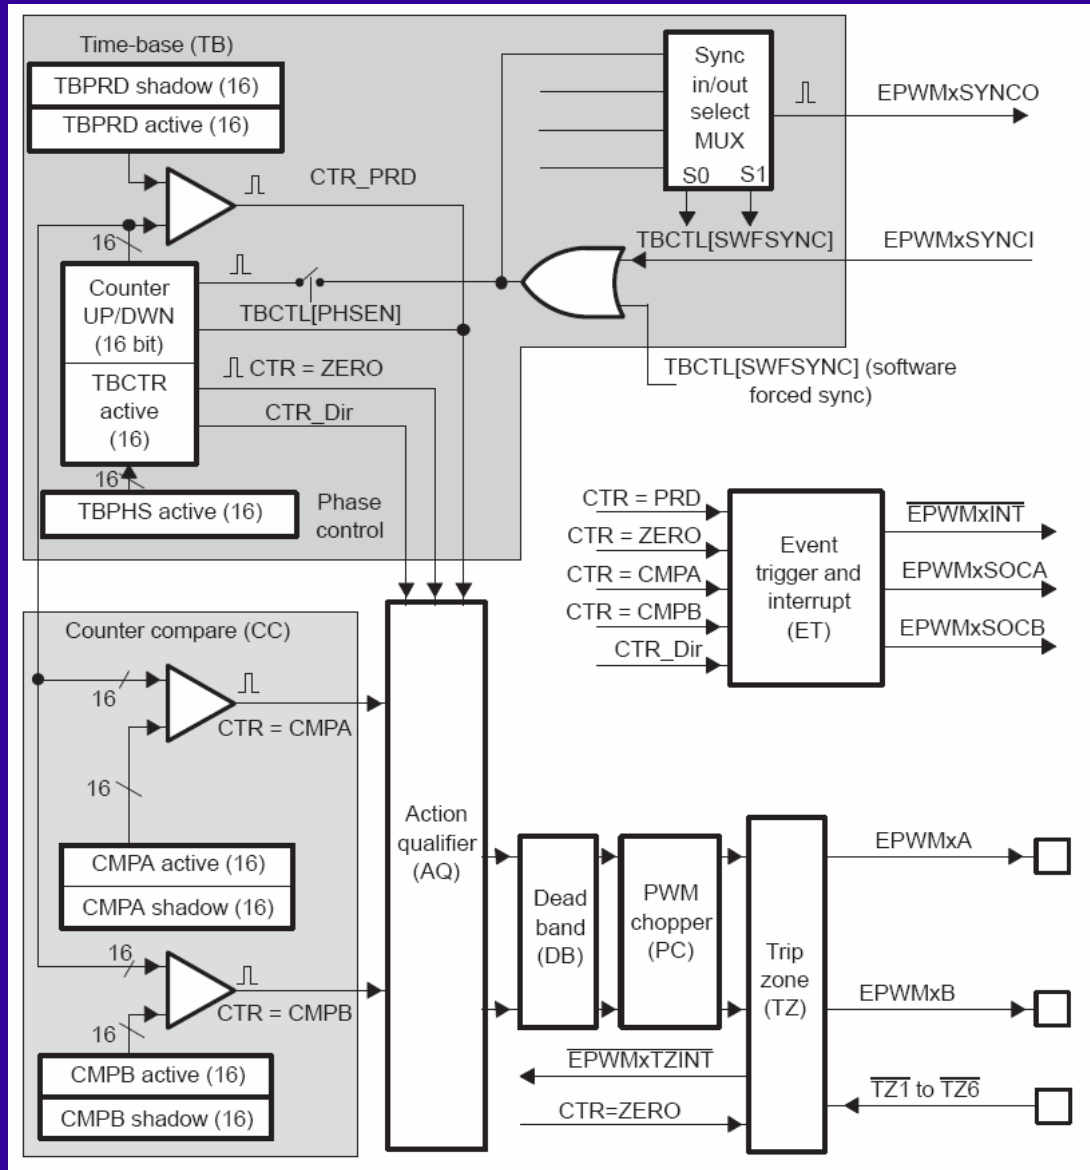 Time-base (TB)
TBPRD shadow (16)
TBPRD active (16)
CTR_PRD
Sync
in/out
select
MUX
S0 S1
EPWMxSYNCO
TBCTL[SWFSYNC]
EPWMxSYNCI
16
Counter
UP/DWN
(16 bit)
TBCTR
active
(16)
TBCTL[PHSEN]
CTR = ZERO
CTR_Dir
TBCTL[SWFSYNC] (software
forced sync)
16
TBPHS active (16)
Phase
control
CTR = PRD
CTR = ZERO
CTR = CMPA
CTR = CMPB
CTR_Dir
Event
trigger and
interrupt
(ET)
EPWMxINT
EPWMxSOCA
EPWMxSOCB
Counter compare (CC)
16
CTR = CMPA
16
CMPA active (16)
CMPA shadow (16)
16
CTR = CMPB
16
CMPB active (16)
CMPB shadow (16)
Action
qualifier
(AQ)
Dead
band
(DB)
PWM
chopper
(PC)
Trip
zone
(TZ)
EPWMxA
EPWMxB
EPWMxTZINT
CTR=ZERO
TZ1 to TZ6